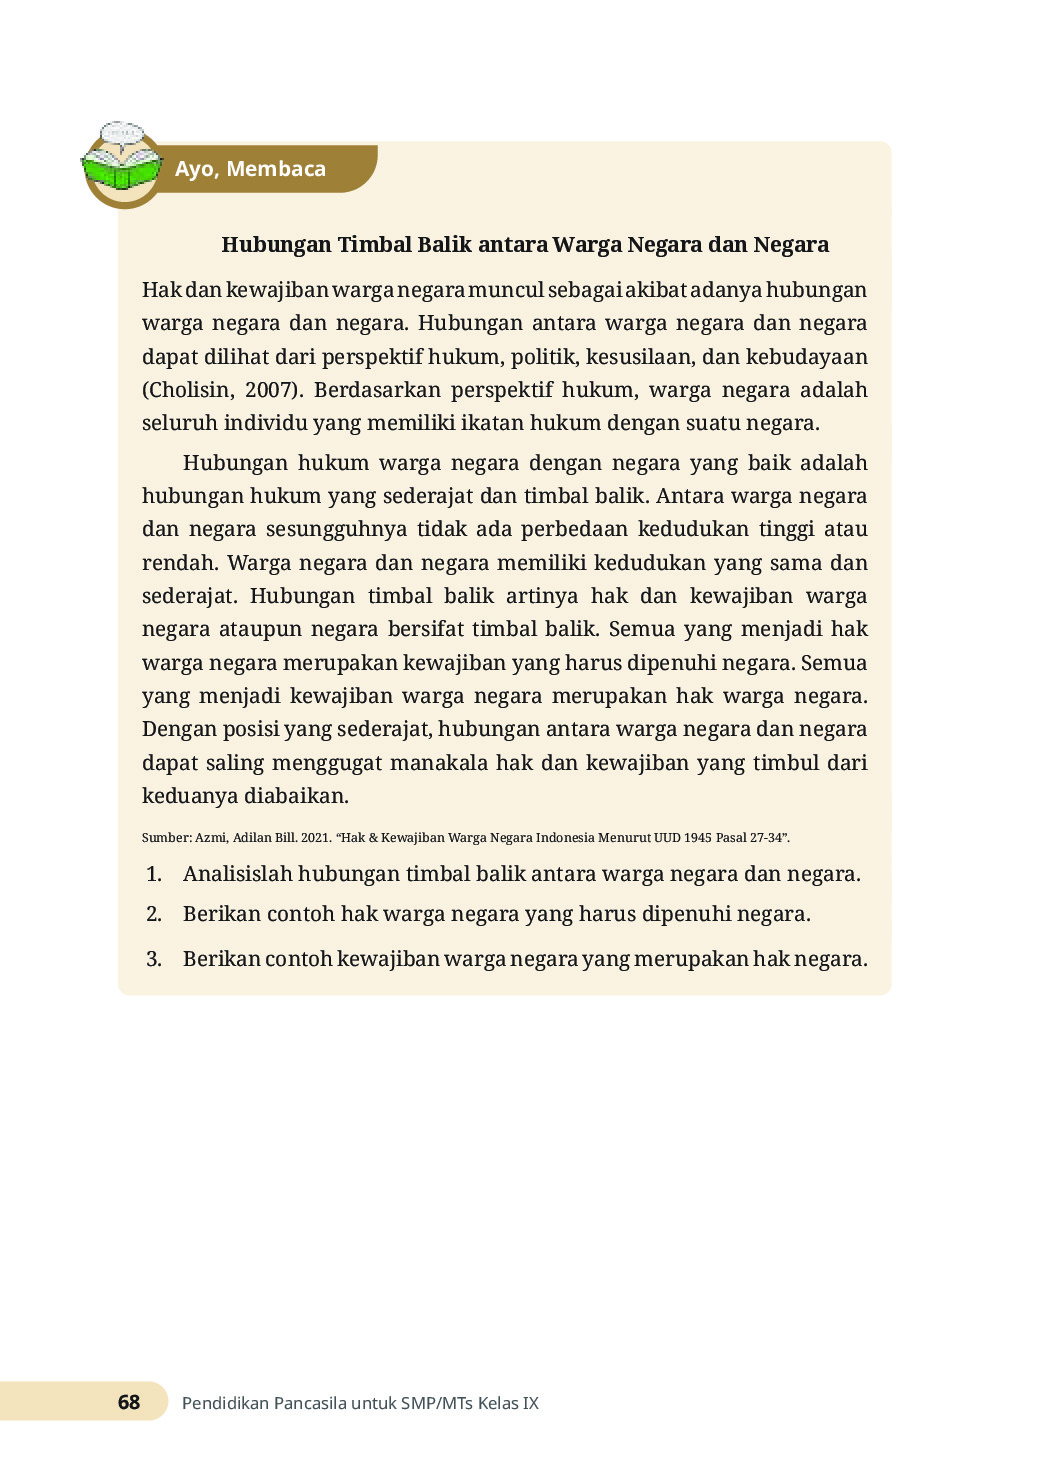 Ayo, Membaca
Hubungan Timbal Balik antara Warga Negara dan Negara
Hak dan kewajiban warga negara muncul sebagai akibat adanya hubungan
warga negara dan negara. Hubungan antara warga negara dan negara
dapat dilihat dari perspektif hukum, politik, kesusilaan, dan kebudayaan
(Cholisin, 2007). Berdasarkan perspektif hukum, warga negara adalah
seluruh individu yang memiliki ikatan hukum dengan suatu negara.
Hubungan hukum warga negara dengan negara yang baik adalah
hubungan hukum yang sederajat dan timbal balik. Antara warga negara
dan negara sesungguhnya tidak ada perbedaan kedudukan tinggi atau
rendah. Warga negara dan negara memiliki kedudukan yang sama dan
sederajat. Hubungan timbal balik artinya hak dan kewajiban warga
negara ataupun negara bersifat timbal balik. Semua yang menjadi hak
warga negara merupakan kewajiban yang harus dipenuhi negara. Semua
yang menjadi kewajiban warga negara merupakan hak warga negara.
Dengan posisi yang sederajat, hubungan antara warga negara dan negara
dapat saling menggugat manakala hak dan kewajiban yang timbul dari
keduanya diabaikan.
Sumber: Azmi, Adilan Bill. 2021. “Hak & Kewajiban Warga Negara Indonesia Menurut UUD 1945 Pasal 27-34”.
1. Analisislah hubungan timbal balik antara warga negara dan negara.
2. Berikan contoh hak warga negara yang harus dipenuhi negara.
3. Berikan contoh kewajiban warga negara yang merupakan hak negara.
68 Pendidikan Pancasila untuk SMP/MTs Kelas IX